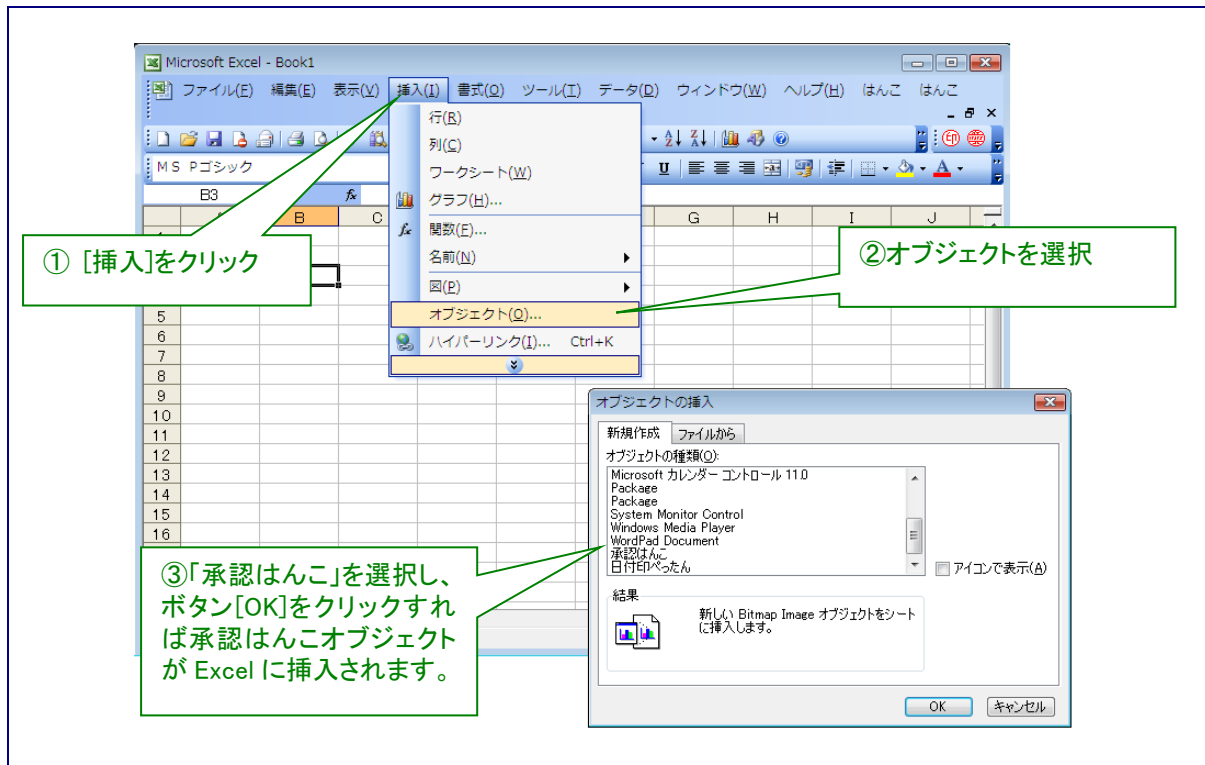 Microsoft Excel - Book1
ファイル(F) 編集(E) 表示(V) 挿入(I) 書式(O) ツール(T) データ(D) ウィンドウ(W) ヘルプ(H) はんこ はんこ
MS Pゴシック
B3
fx
B C G H I J
行(R)
列(C)
ワークシート(W)
グラフ(H)...
関数(F)...
名前(N)
図(P)
オブジェクト(O)...
ハイパーリンク(I)... Ctrl+K
① [挿入]をクリック
②オブジェクトを選択
5
6
7
8
9
10
11
12
13
14
15
16
③「承認はんこ」を選択し、
ボタン[OK]をクリックすれ
ば承認はんこオブジェクト
が Excel に挿入されます。
オブジェクトの挿入
新規作成 ファイルから
オブジェクトの種類(O):
Microsoft カレンダー コントロール 11.0
Package
Package
System Monitor Control
Windows Media Player
WordPad Document
承認はんこ
日付印ぺったん
アイコンで表示(A)
結果
新しい Bitmap Image オブジェクトをシート
に挿入します。
OK キャンセル